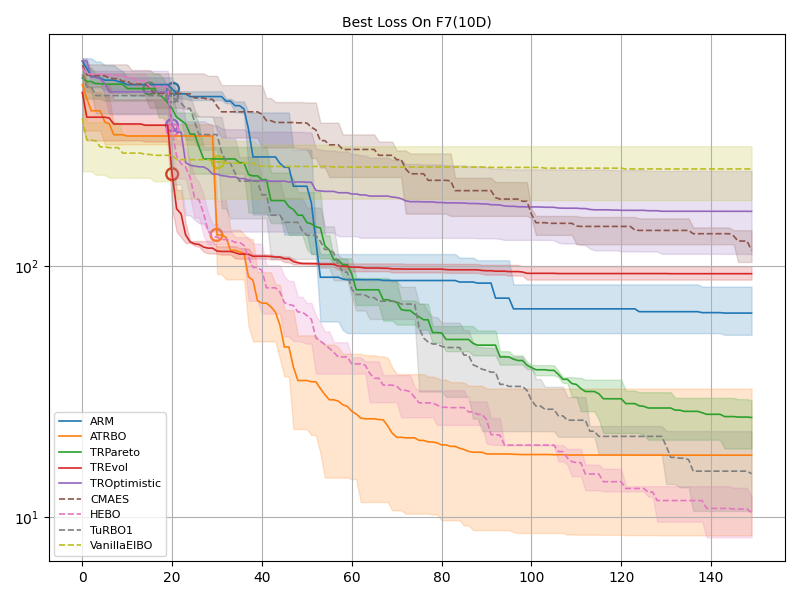 Best Loss On F7(10D)
10²
10¹
ARM
ATRBO
TRPareto
TREvol
TROptimistic
CMAES
HEBO
TuRBO1
VanillaEIBO
0 20 40 60 80 100 120 140